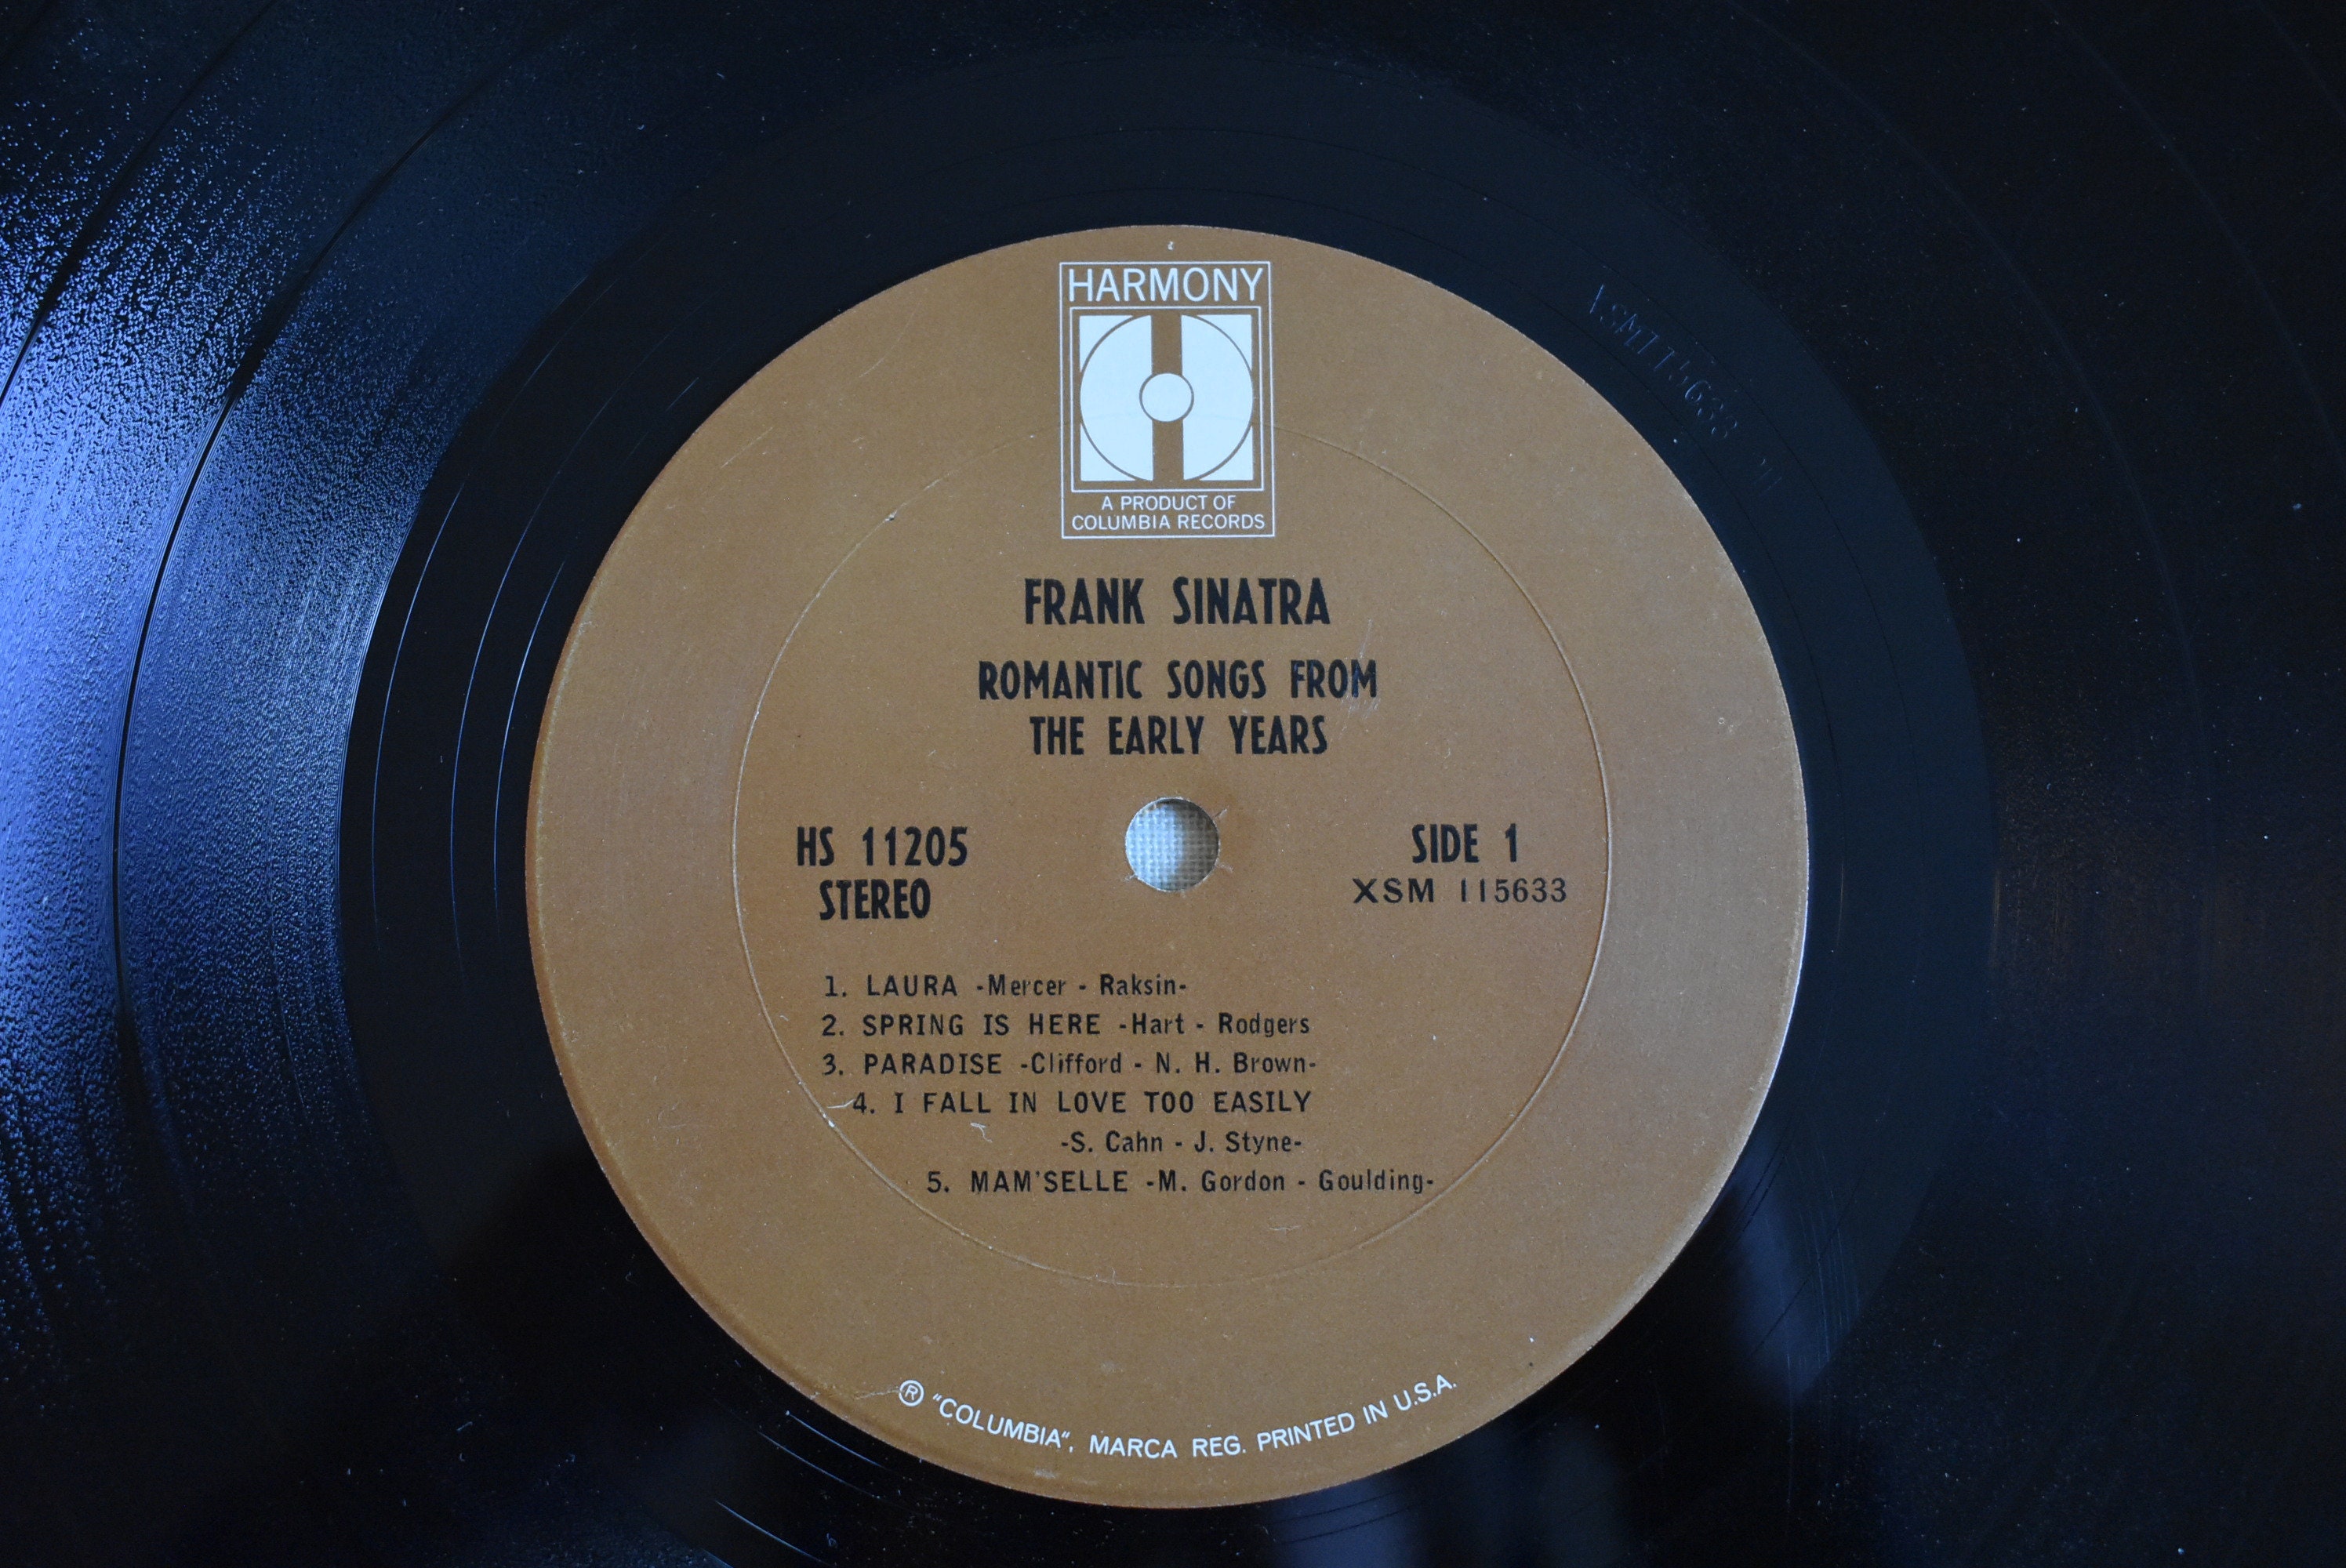 HARMONY
A PRODUCT OF
COLUMBIA RECORDS
FRANK SINATRA
ROMANTIC SONGS FROM
THE EARLY YEARS
HS 11205
STEREO
SIDE 1
XSM 115633
1. LAURA -Mercer - Raksin-
2. SPRING IS HERE -Hart - Rodgers
3. PARADISE -Clifford - N. H. Brown-
4. I FALL IN LOVE TOO EASILY
-S. Cahn - J. Styne-
5. MAM'SELLE -M. Gordon - Goulding-
® "COLUMBIA", MARCA REG. PRINTED IN U.S.A.